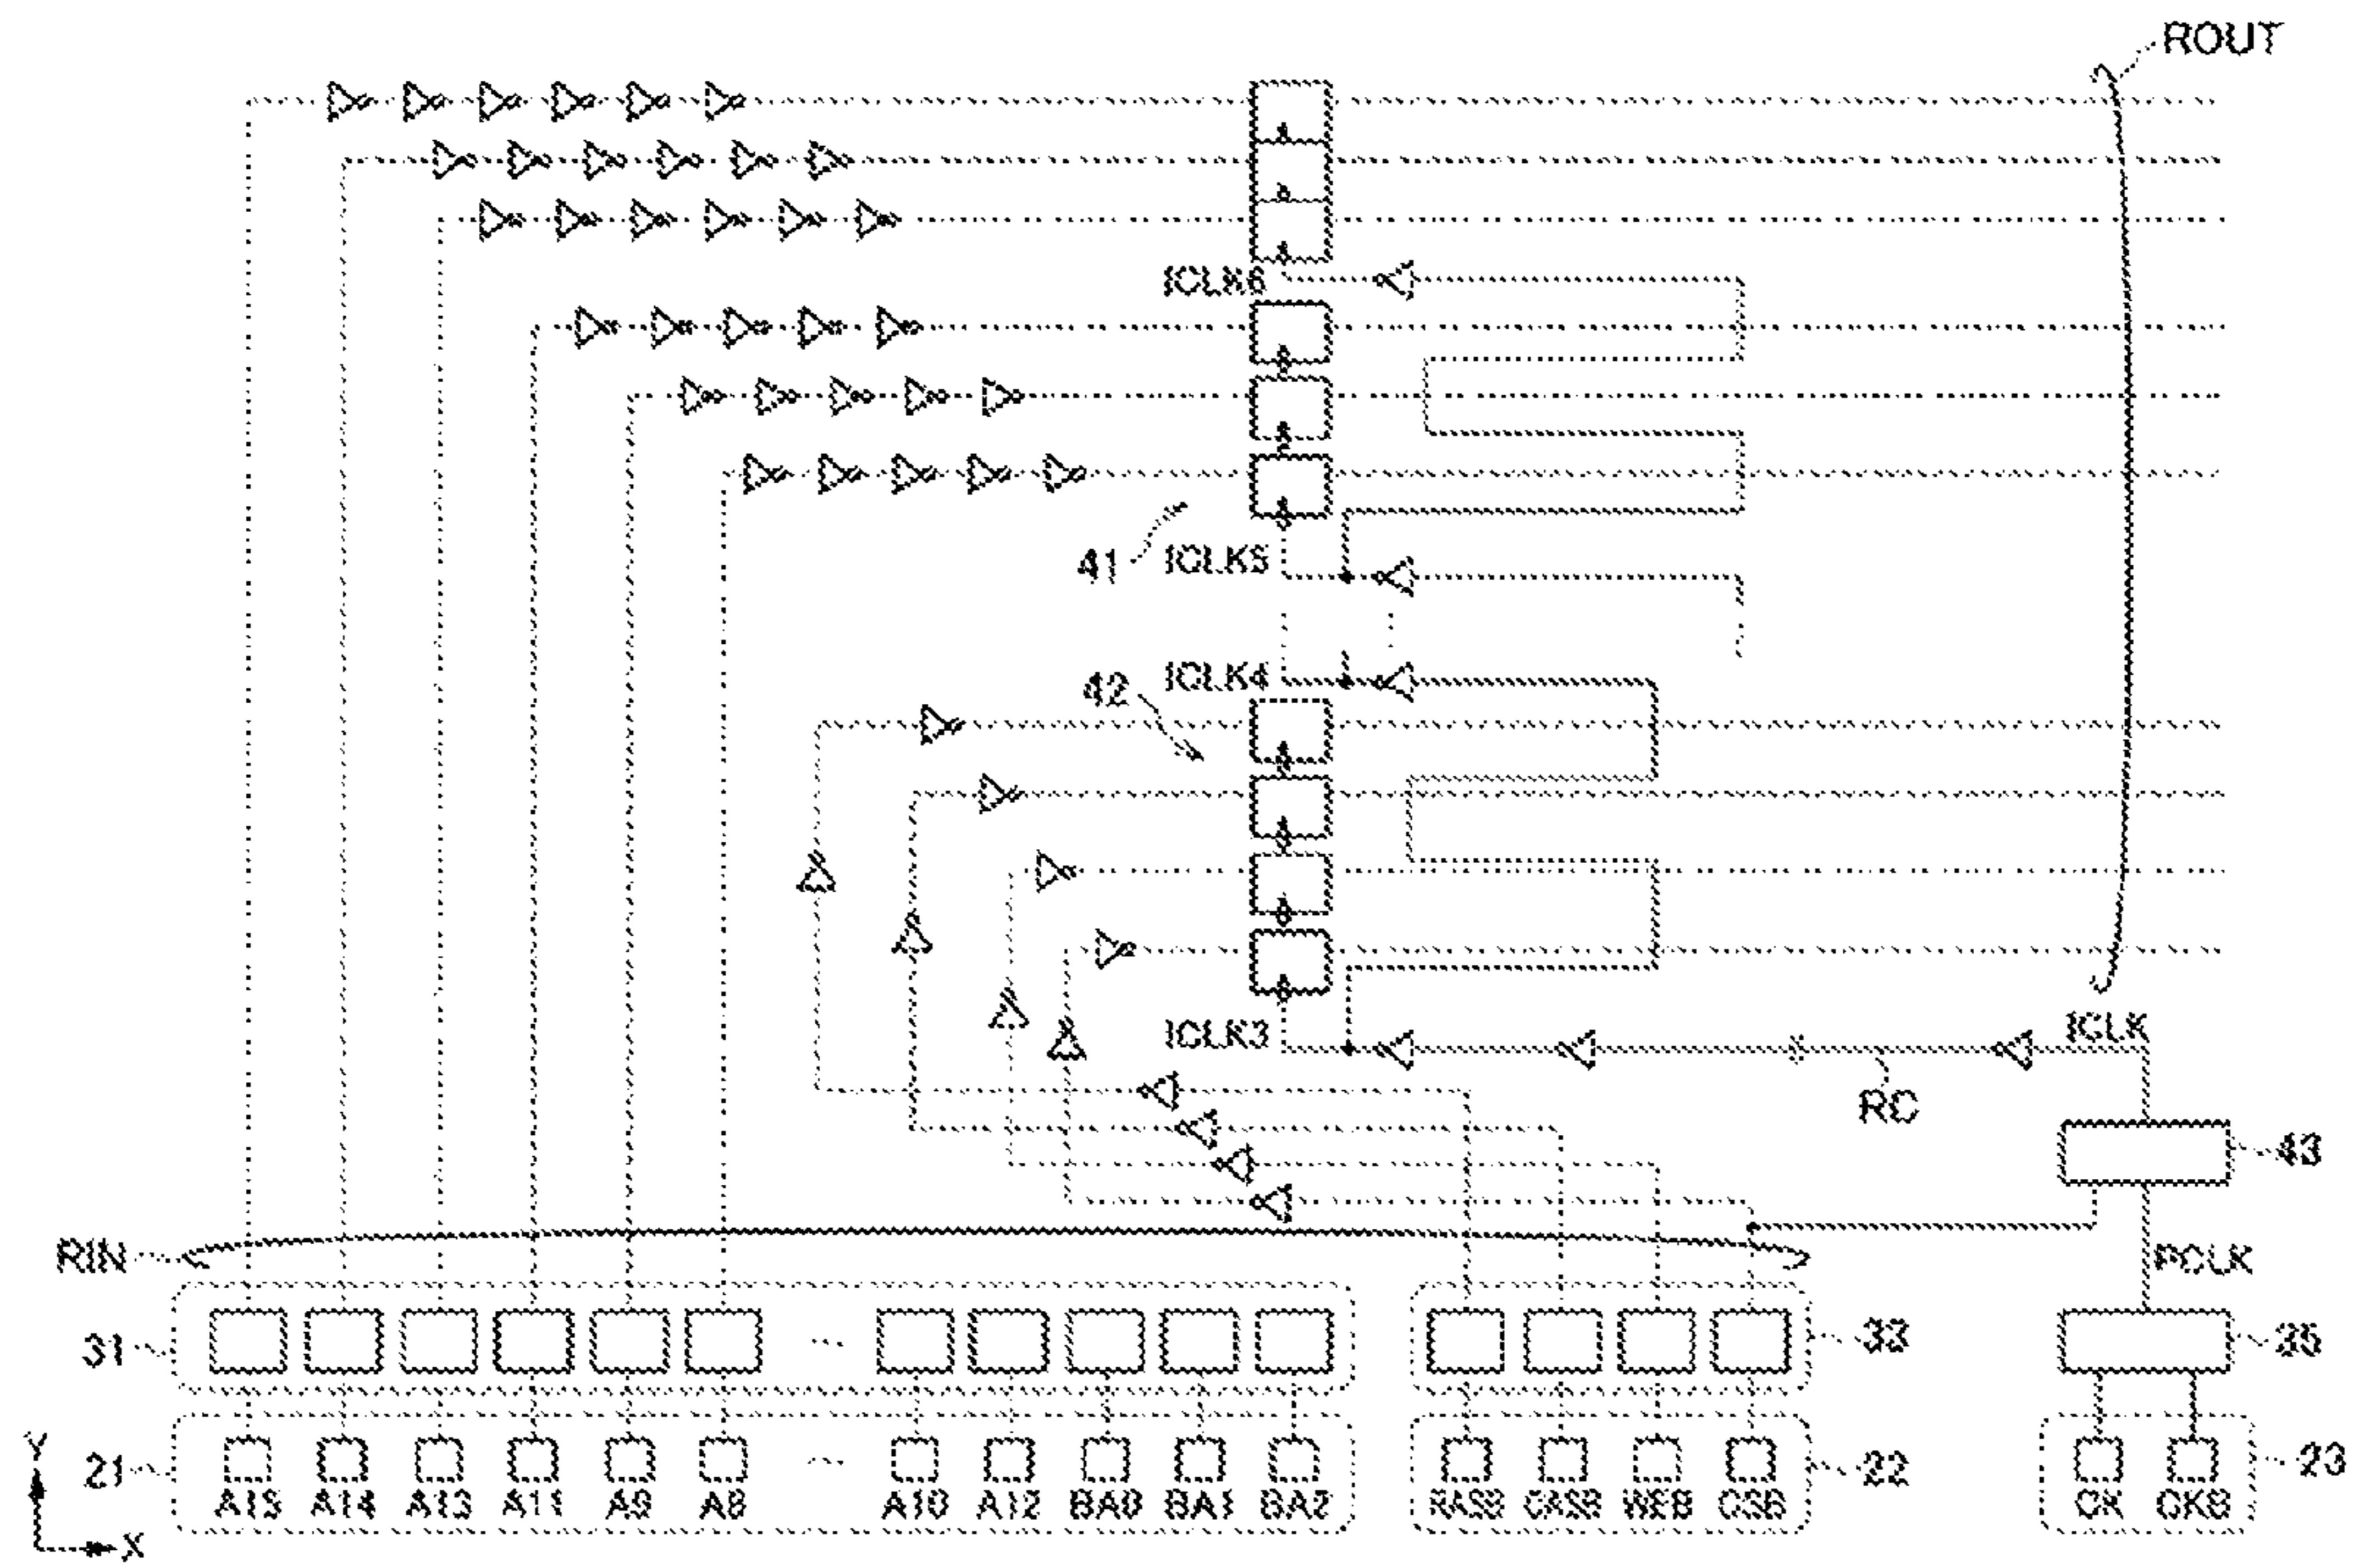 ROUT
ICLK6
41
ICLK5
42
ICLK4
ICLK3
ICLK
RC
43
RIN
PCLK
31
33
35
21
A15 A14 A13 A11 A9 A8 A10 A12 BA0 BA1 BA2
RASB CASB WEB CSB
22
CK CKB
23
Y
X